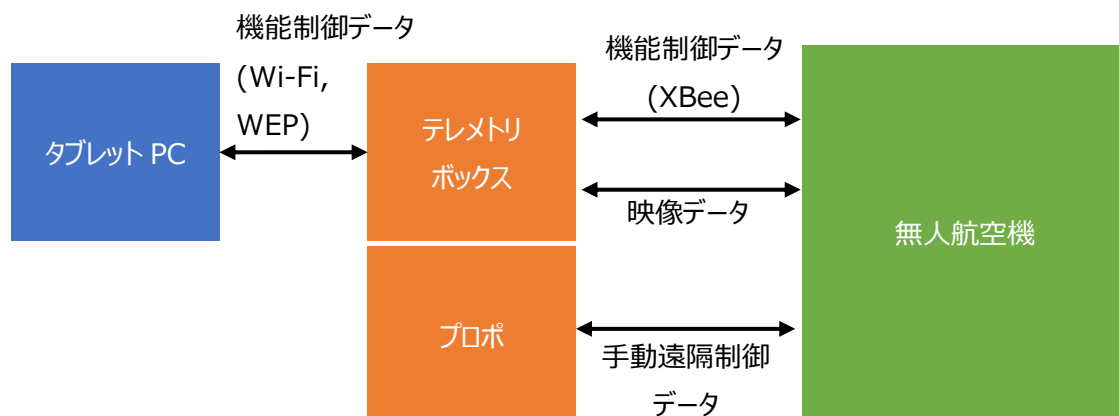 機能制御データ
(Wi-Fi,
WEP)
タブレット PC
テレメトリ
ボックス
機能制御データ
(XBee)
映像データ
無人航空機
プロポ
手動遠隔制御
データ